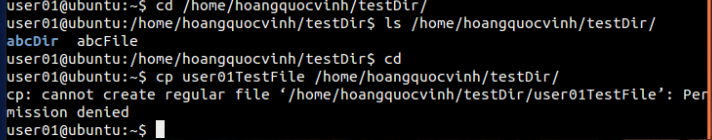 user01@ubuntu:~$ cd /home/hoangquocvinh/testDir/
user01@ubuntu:/home/hoangquocvinh/testDir$ ls /home/hoangquocvinh/testDir/
abcDir  abcFile
user01@ubuntu:/home/hoangquocvinh/testDir$ cd
user01@ubuntu:~$ cp user01TestFile /home/hoangquocvinh/testDir/
cp: cannot create regular file ‘/home/hoangquocvinh/testDir/user01TestFile’: Per
mission denied
user01@ubuntu:~$